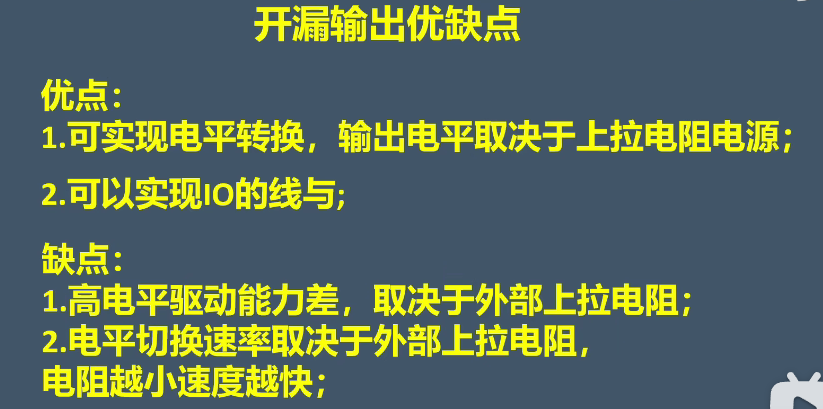 开漏输出优缺点
优点：
1.可实现电平转换，输出电平取决于上拉电阻电源；
2.可以实现IO的线与;
缺点：
1.高电平驱动能力差，取决于外部上拉电阻；
2.电平切换速率取决于外部上拉电阻，
电阻越小速度越快；